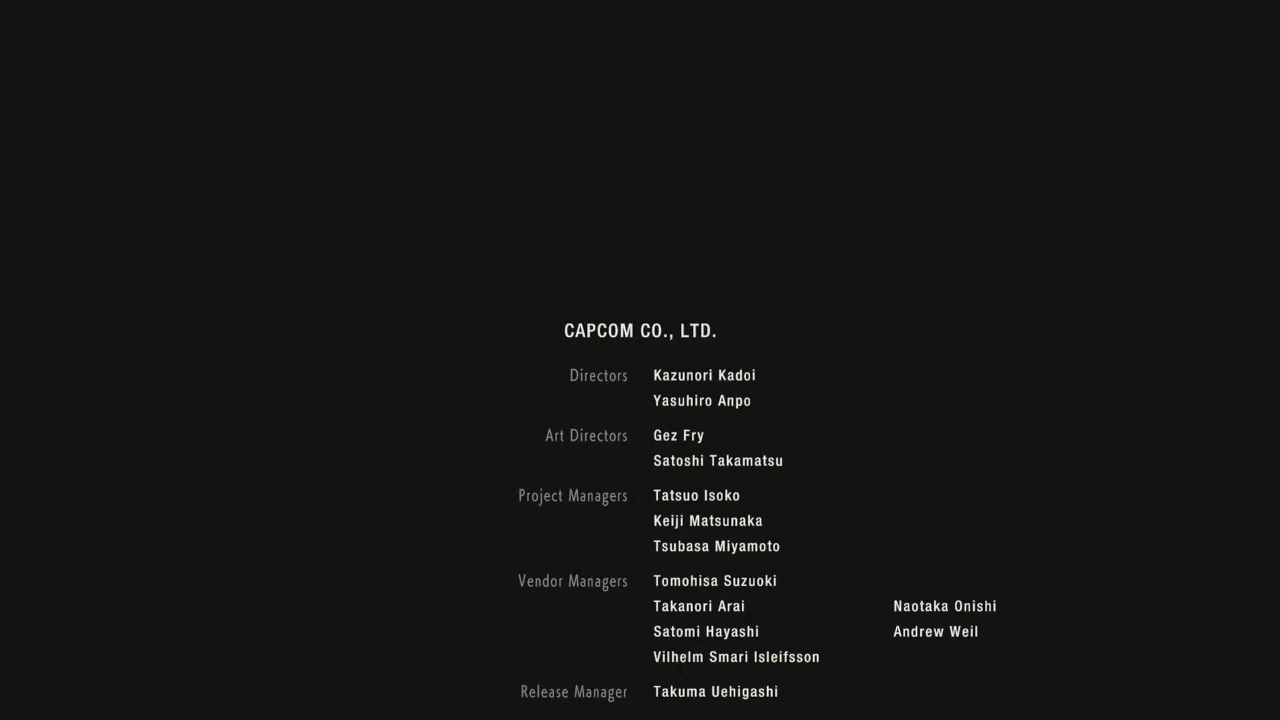 CAPCOM CO., LTD.
Directors Kazunori Kadoi
Yasuhiro Anpo
Art Directors Gez Fry
Satoshi Takamatsu
Project Managers Tatsuo Isoko
Keiji Matsunaka
Tsubasa Miyamoto
Vendor Managers Tomohisa Suzuoki
Takanori Arai Naotaka Onishi
Satomi Hayashi Andrew Weil
Vilhelm Smari Isleifsson
Release Manager Takuma Uehigashi